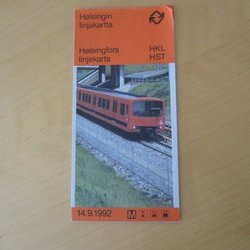 Helsingin
linjakartta
Helsingfors
linjekarta
HKL
HST
14.9.1992
M